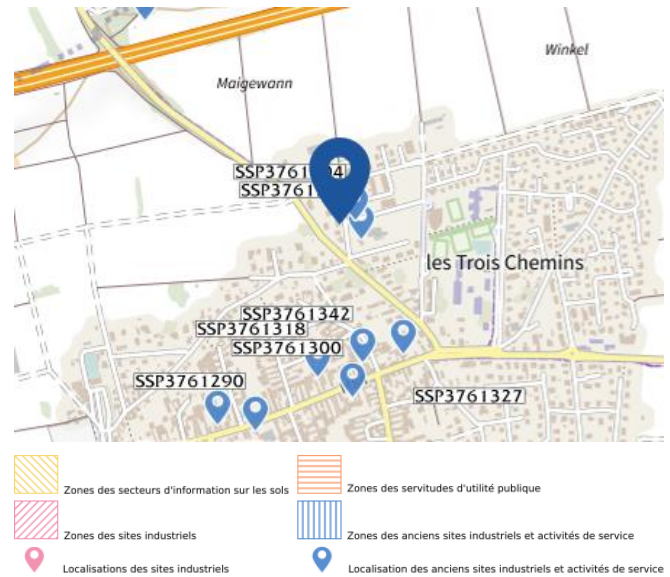 Winkel
Maigewann
les Trois Chemins
SSP3761342
SSP3761318
SSP3761300
SSP3761290
SSP3761327
Zones des secteurs d'information sur les sols
Zones des servitudes d'utilité publique
Zones des sites industriels
Zones des anciens sites industriels et activités de service
Localisations des sites industriels
Localisation des anciens sites industriels et activités de service